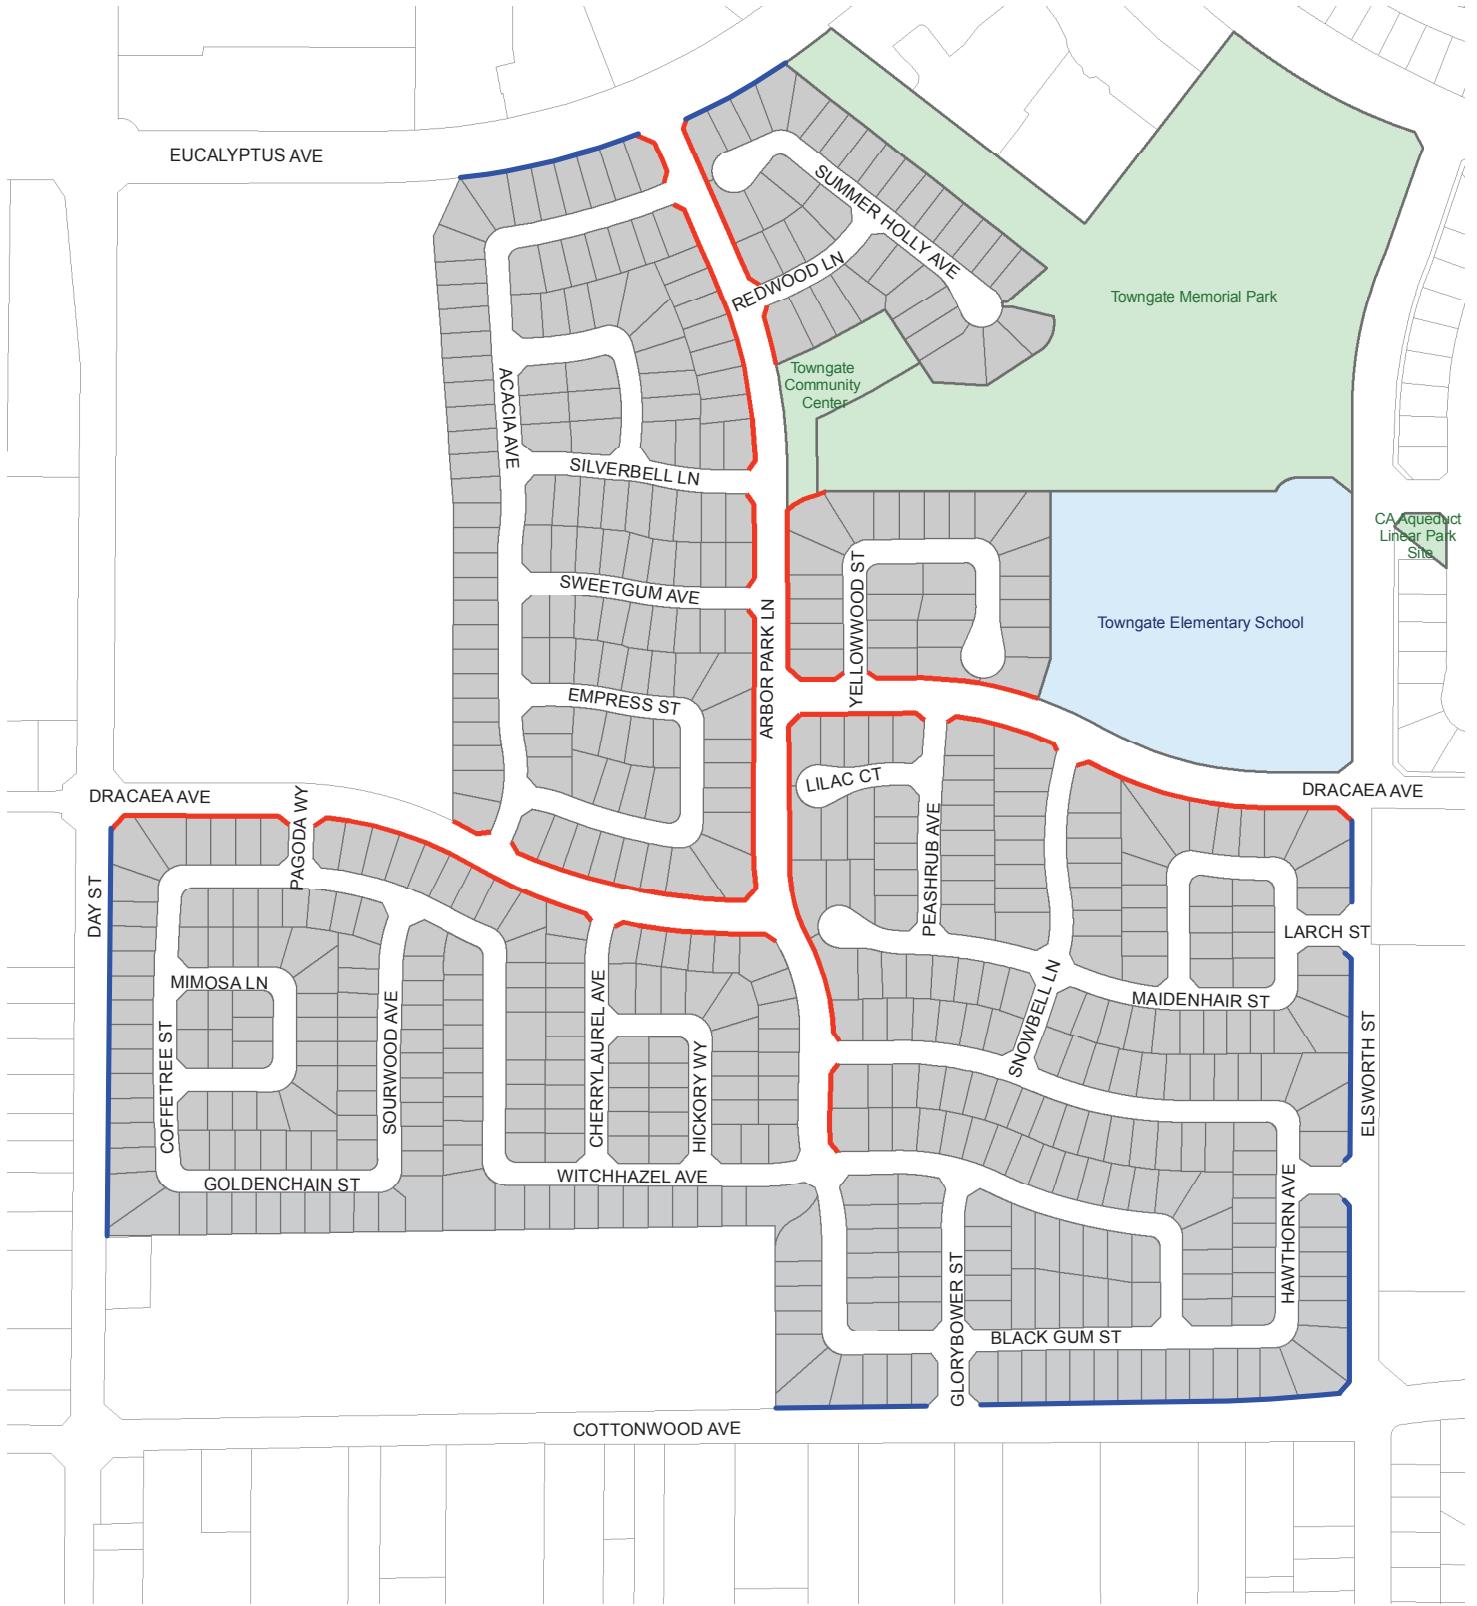 EUCALYPTUS AVE
SUMMER HOLLY AVE
REDWOOD LN
Towngate Memorial Park
Towngate
Community
Center
ACACIA AVE
SILVERBELL LN
CA Aqueduct
Linear Park
Site
SWEETGUM AVE
YELLOWWOOD ST
ARBOR PARK LN
Towngate Elementary School
EMPRESS ST
LILAC CT
DRACAEA AVE
DRACAEA AVE
PAGODA WY
PEASHRUB AVE
DAY ST
LARCH ST
MIMOSA LN
SNOWBELL LN
MAIDENHAIR ST
COFFETREE ST
SOURWOOD AVE
CHERRYLAUREL AVE
HICKORY WY
ELSWORTH ST
GOLDENCHAIN ST
WITCHHAZEL AVE
HAWTHORN AVE
GLORYBOWER ST
BLACK GUM ST
COTTONWOOD AVE